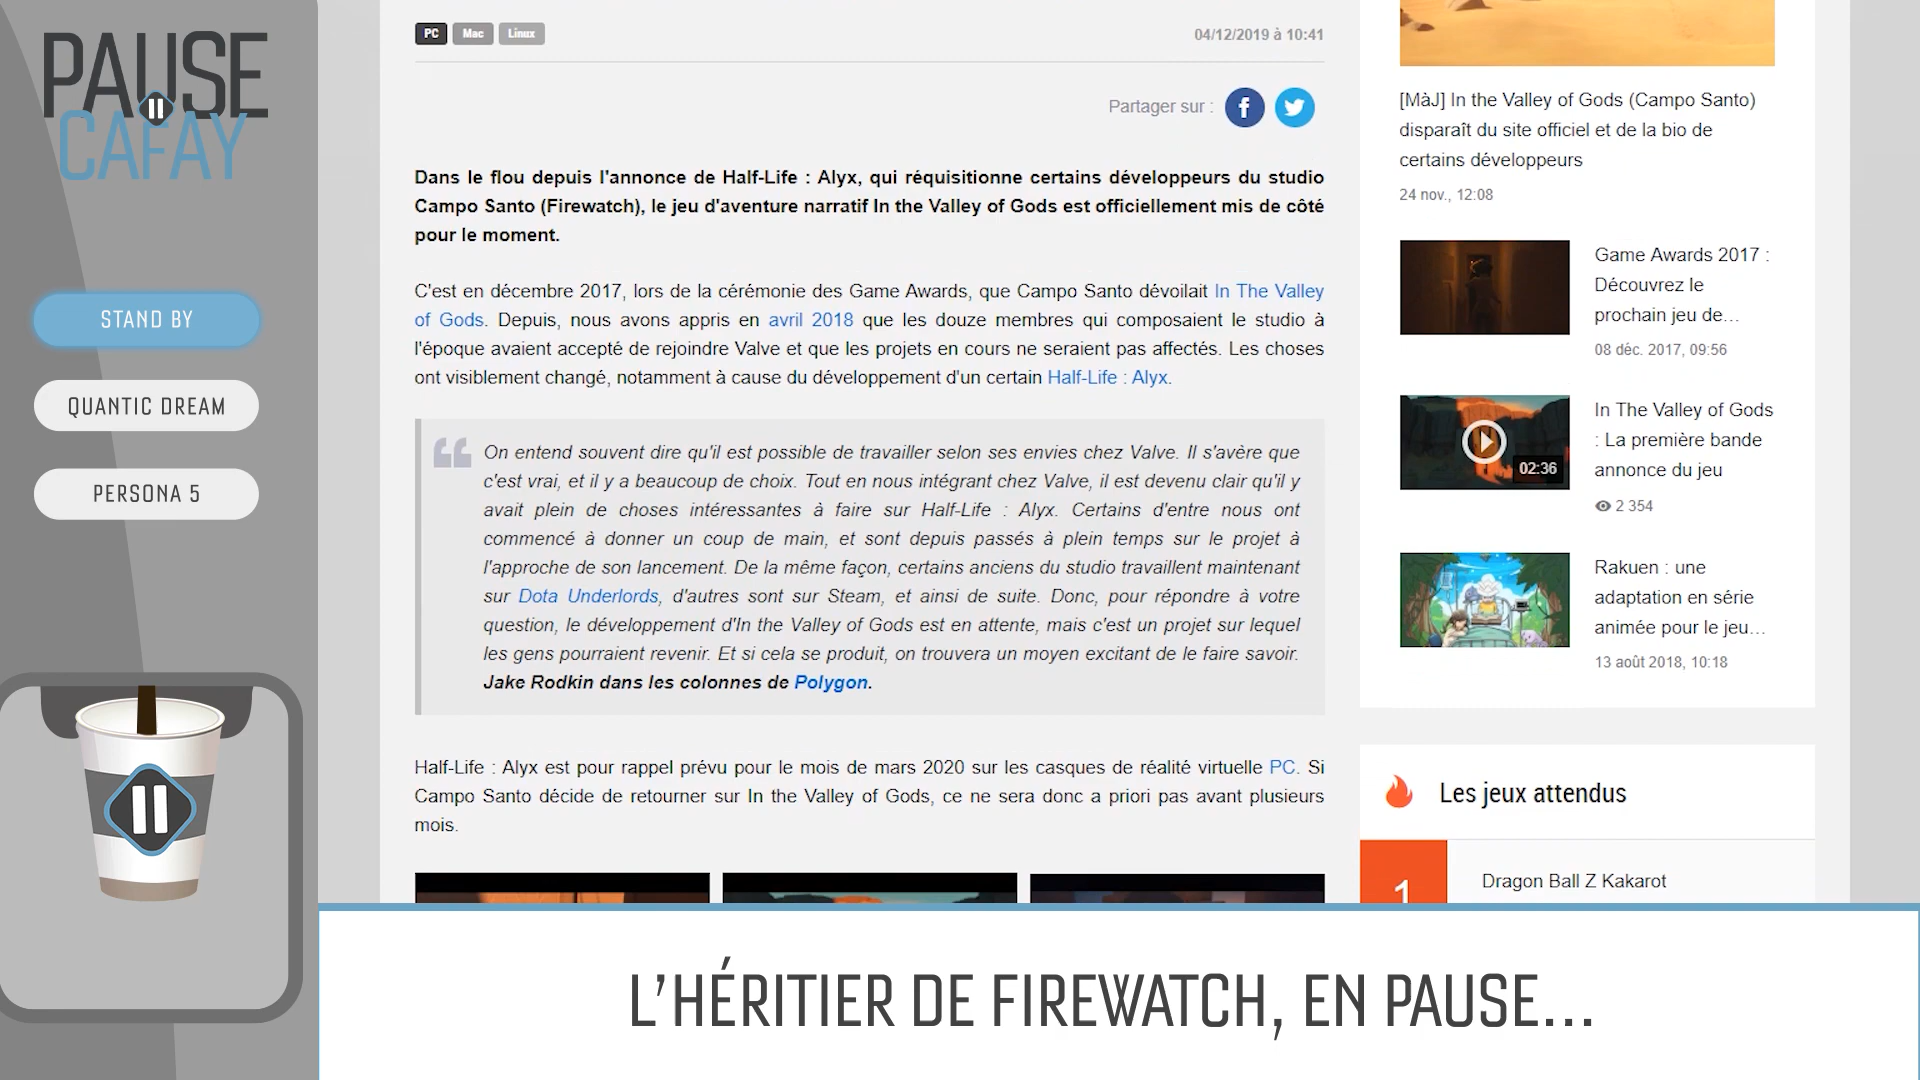 PAUSE
CAFAY
STAND BY
QUANTIC DREAM
PERSONA 5
PC Mac Linux
04/12/2019 à 10:41
Partager sur :
Dans le flou depuis l'annonce de Half-Life : Alyx, qui réquisitionne certains développeurs du studio
Campo Santo (Firewatch), le jeu d'aventure narratif In the Valley of Gods est officiellement mis de côté
pour le moment.
C'est en décembre 2017, lors de la cérémonie des Game Awards, que Campo Santo dévoilait In The Valley
of Gods. Depuis, nous avons appris en avril 2018 que les douze membres qui composaient le studio à
l'époque avaient accepté de rejoindre Valve et que les projets en cours ne seraient pas affectés. Les choses
ont visiblement changé, notamment à cause du développement d'un certain Half-Life : Alyx.
On entend souvent dire qu'il est possible de travailler selon ses envies chez Valve. Il s'avère que
c'est vrai, et il y a beaucoup de choix. Tout en nous intégrant chez Valve, il est devenu clair qu'il y
avait plein de choses intéressantes à faire sur Half-Life : Alyx. Certains d'entre nous ont
commencé à donner un coup de main, et sont depuis passés à plein temps sur le projet à
l'approche de son lancement. De la même façon, certains anciens du studio travaillent maintenant
sur Dota Underlords, d'autres sont sur Steam, et ainsi de suite. Donc, pour répondre à votre
question, le développement d'In the Valley of Gods est en attente, mais c'est un projet sur lequel
les gens pourraient revenir. Et si cela se produit, on trouvera un moyen excitant de le faire savoir.
Jake Rodkin dans les colonnes de Polygon.
Half-Life : Alyx est pour rappel prévu pour le mois de mars 2020 sur les casques de réalité virtuelle PC. Si
Campo Santo décide de retourner sur In the Valley of Gods, ce ne sera donc a priori pas avant plusieurs
mois.
[MàJ] In the Valley of Gods (Campo Santo)
disparaît du site officiel et de la bio de
certains développeurs
24 nov., 12:08
Game Awards 2017 :
Découvrez le
prochain jeu de...
08 déc. 2017, 09:56
02:36
In The Valley of Gods
: La première bande
annonce du jeu
2 354
Rakuen : une
adaptation en série
animée pour le jeu...
13 août 2018, 10:18
Les jeux attendus
1
Dragon Ball Z Kakarot
L'HÉRITIER DE FIREWATCH, EN PAUSE...